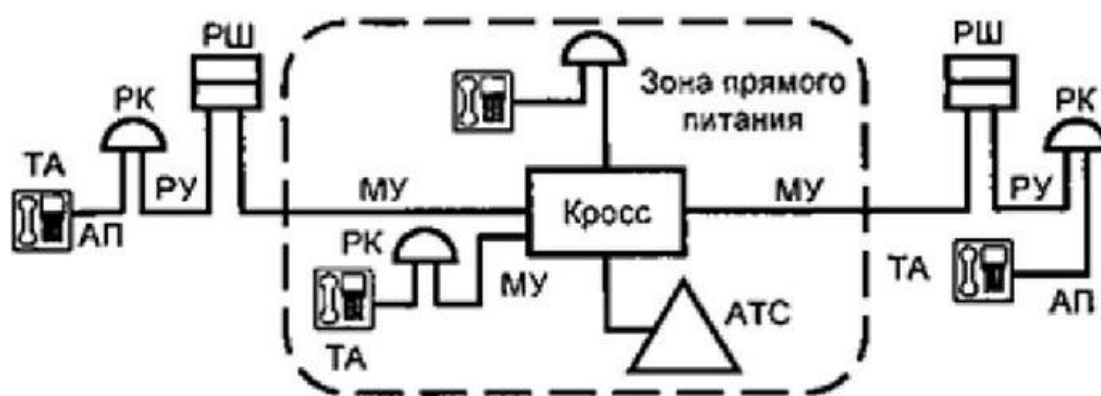 РШ
РК
ТА
РУ
АП
МУ
Зона прямого
питания
Кросс
МУ
РК
МУ
ТА
АТС
РШ
РК
РУ
ТА
АП